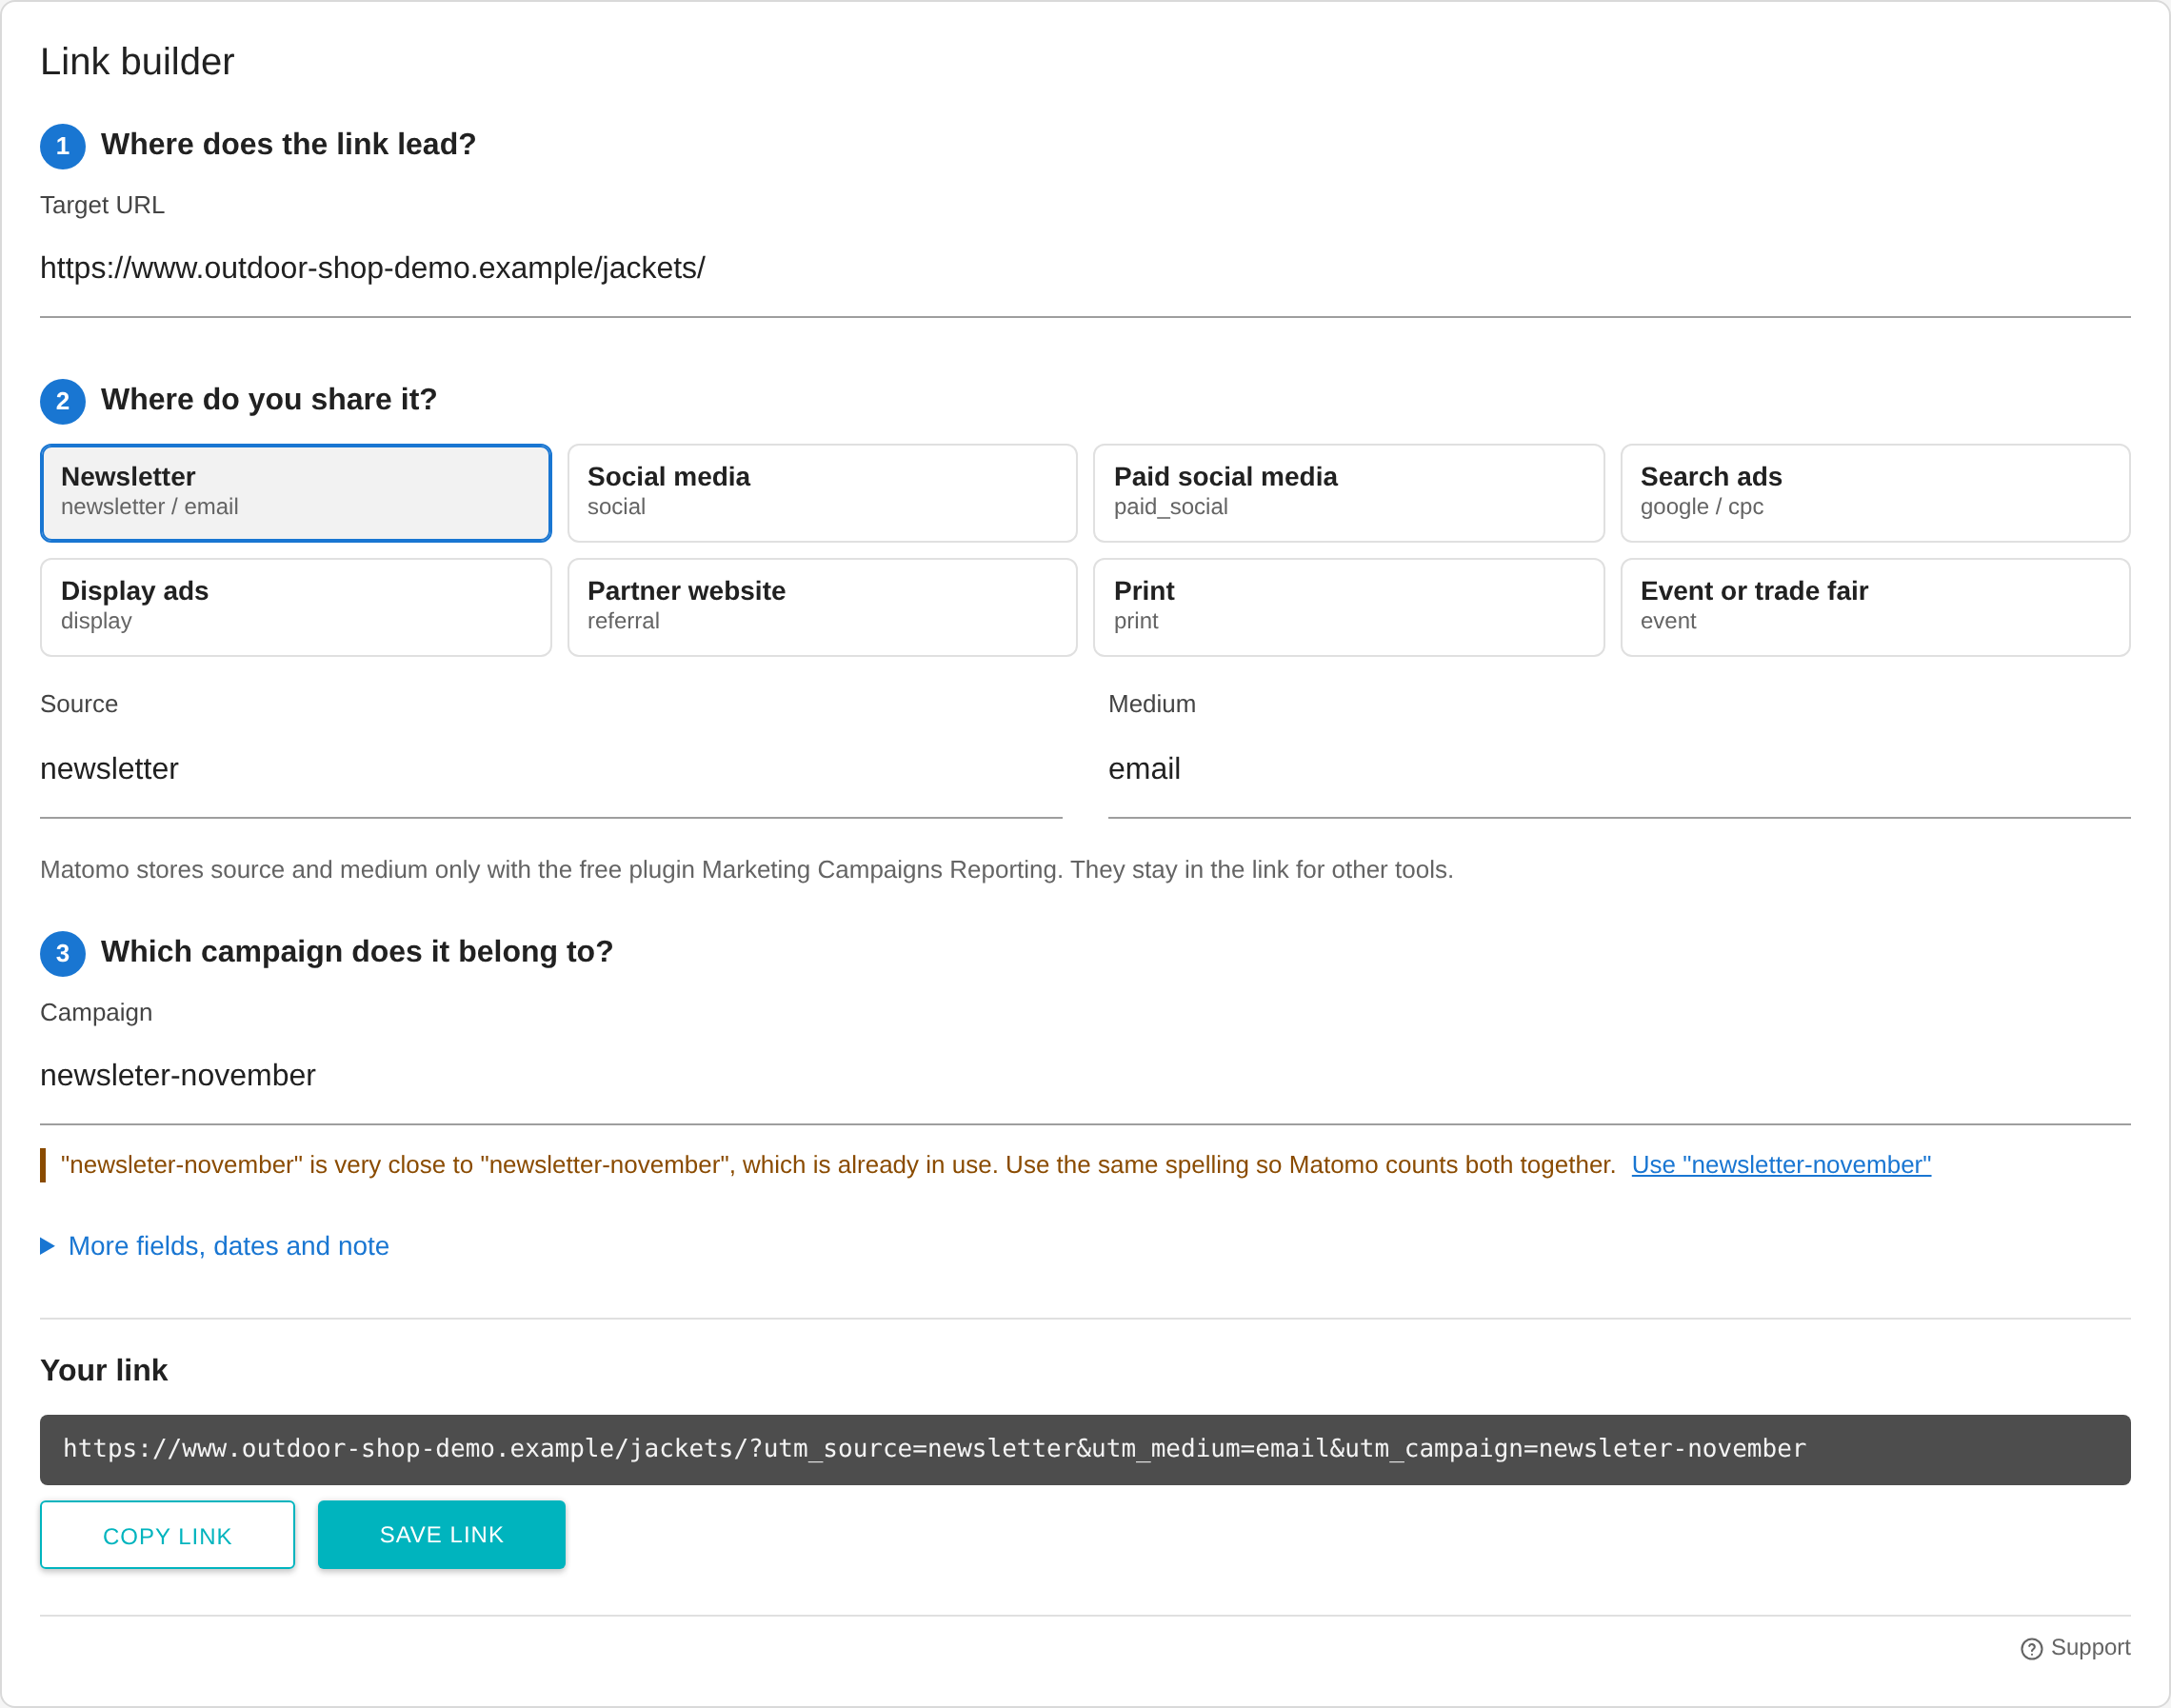 Link builder
1 Where does the link lead?
Target URL
https://www.outdoor-shop-demo.example/jackets/
2 Where do you share it?
Newsletter
newsletter / email
Social media
social
Paid social media
paid_social
Search ads
google / cpc
Display ads
display
Partner website
referral
Print
print
Event or trade fair
event
Source
newsletter
Medium
email
Matomo stores source and medium only with the free plugin Marketing Campaigns Reporting. They stay in the link for other tools.
3 Which campaign does it belong to?
Campaign
newsleter-november
"newsleter-november" is very close to "newsletter-november", which is already in use. Use the same spelling so Matomo counts both together. Use "newsletter-november"
More fields, dates and note
Your link
https://www.outdoor-shop-demo.example/jackets/?utm_source=newsletter&utm_medium=email&utm_campaign=newsleter-november
COPY LINK
SAVE LINK
Support